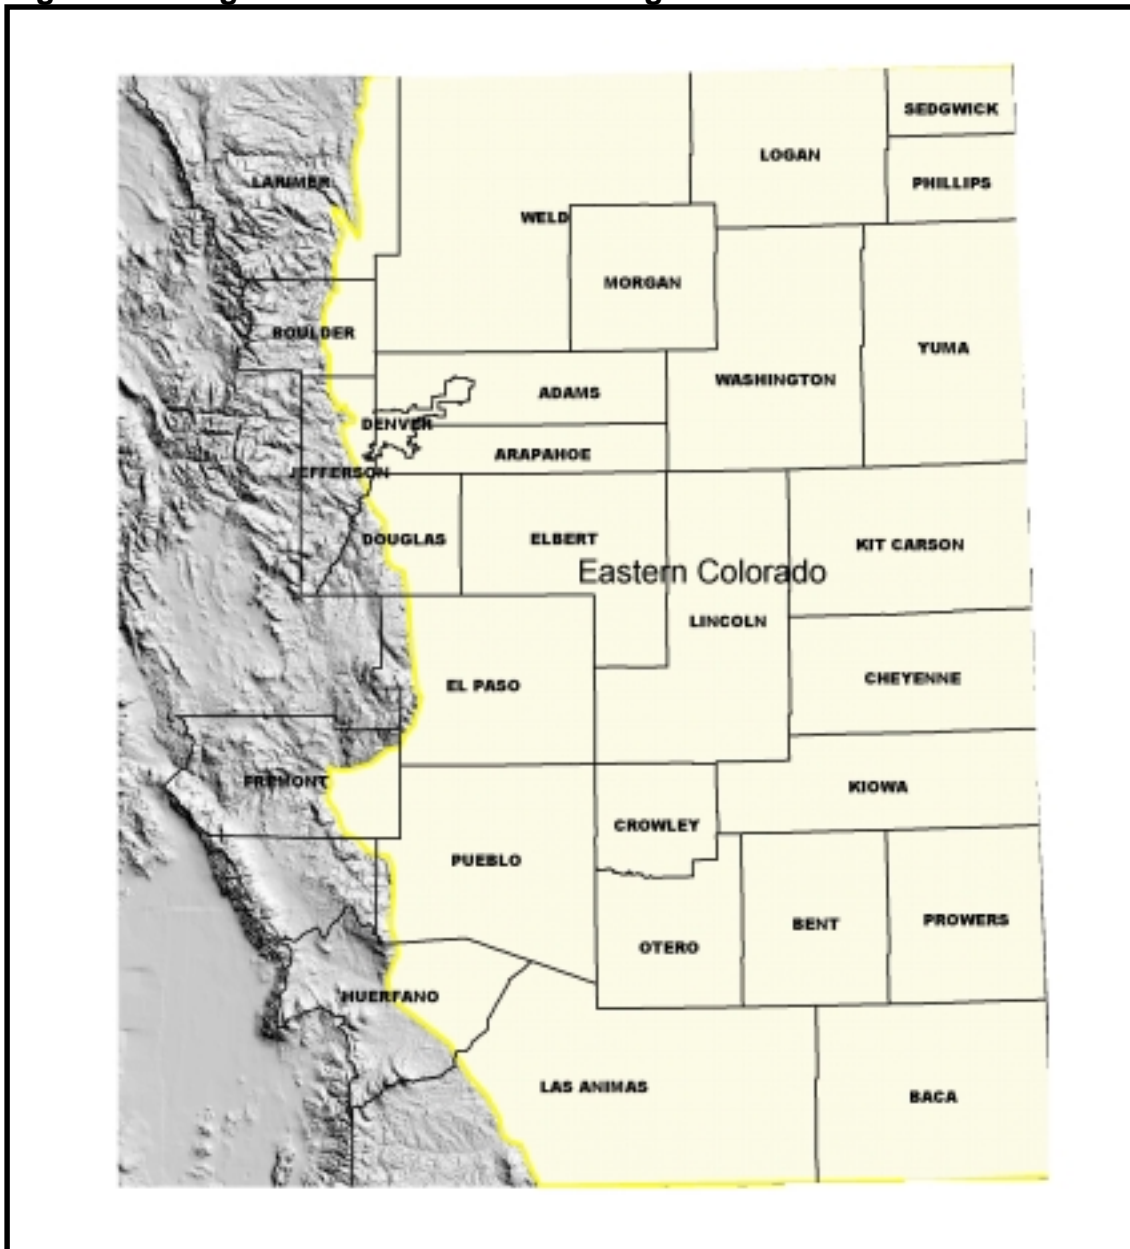 SEDGWICK
LOGAN
LARIMER
PHILLIPS
WELD
MORGAN
BOULDER
YUMA
WASHINGTON
ADAMS
DENVER
ARAPAHOE
JEFFERSON
DOUGLAS
ELBERT
KIT CARSON
Eastern Colorado
LINCOLN
CHEYENNE
EL PASO
FREMONT
KIOWA
CROWLEY
PUEBLO
PROWERS
BENT
OTERO
HUERFANO
LAS ANIMAS
BACA